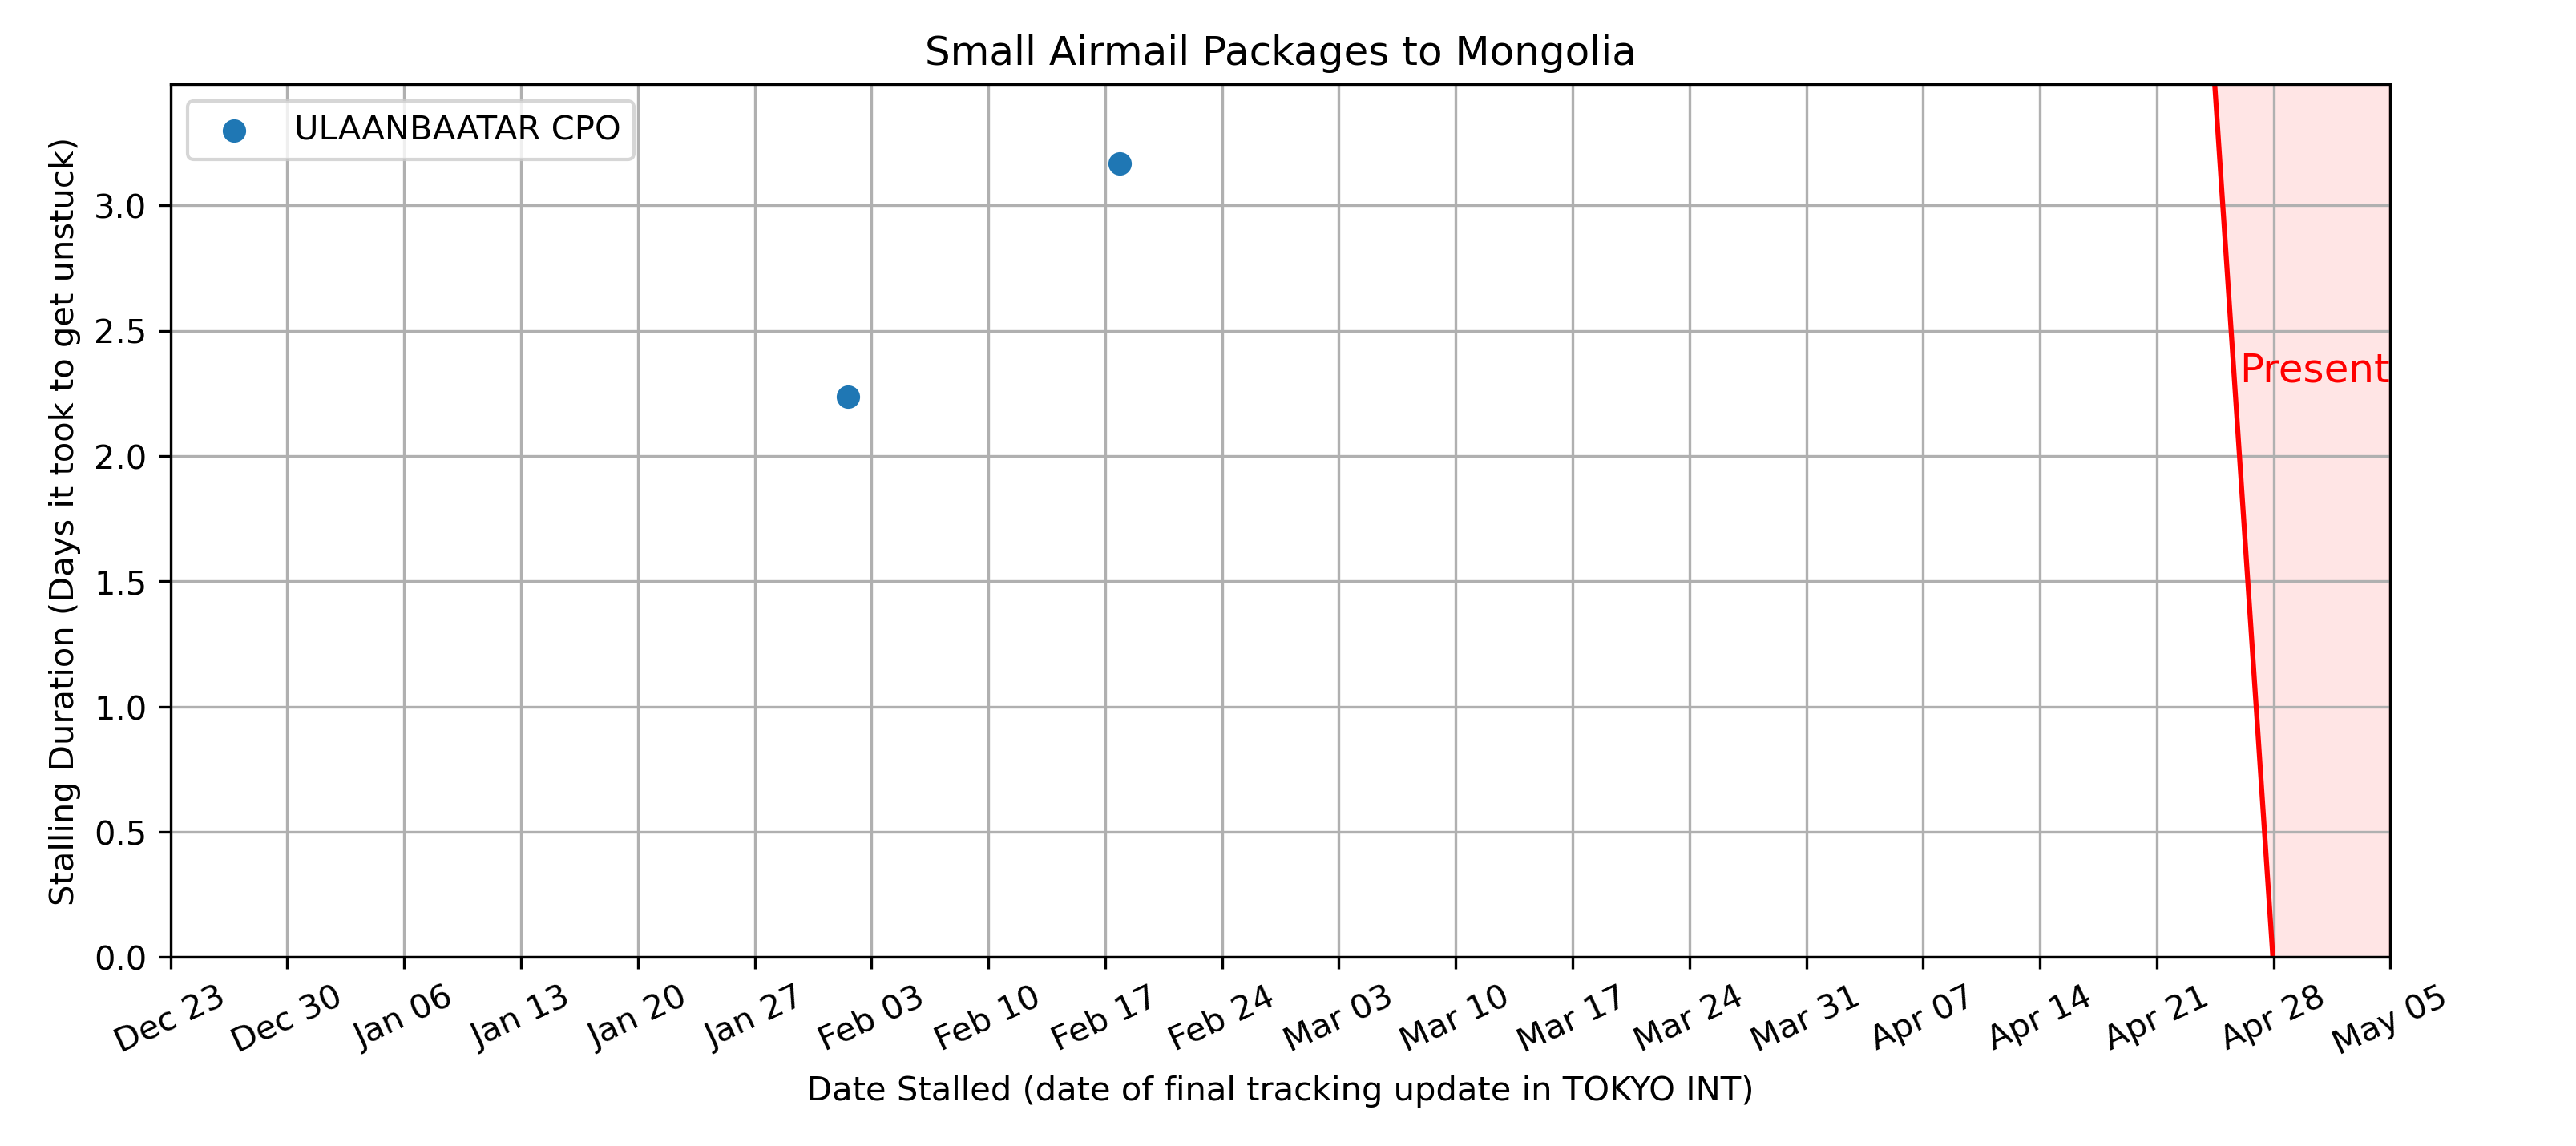 Small Airmail Packages to Mongolia
ULAANBAATAR CPO
Stalling Duration (Days it took to get unstuck)
3.0
2.5
2.0
1.5
1.0
0.5
0.0
Present
Dec 23
Dec 30
Jan 06
Jan 13
Jan 20
Jan 27
Feb 03
Feb 10
Feb 17
Feb 24
Mar 03
Mar 10
Mar 17
Mar 24
Mar 31
Apr 07
Apr 14
Apr 21
Apr 28
May 05
Date Stalled (date of final tracking update in TOKYO INT)